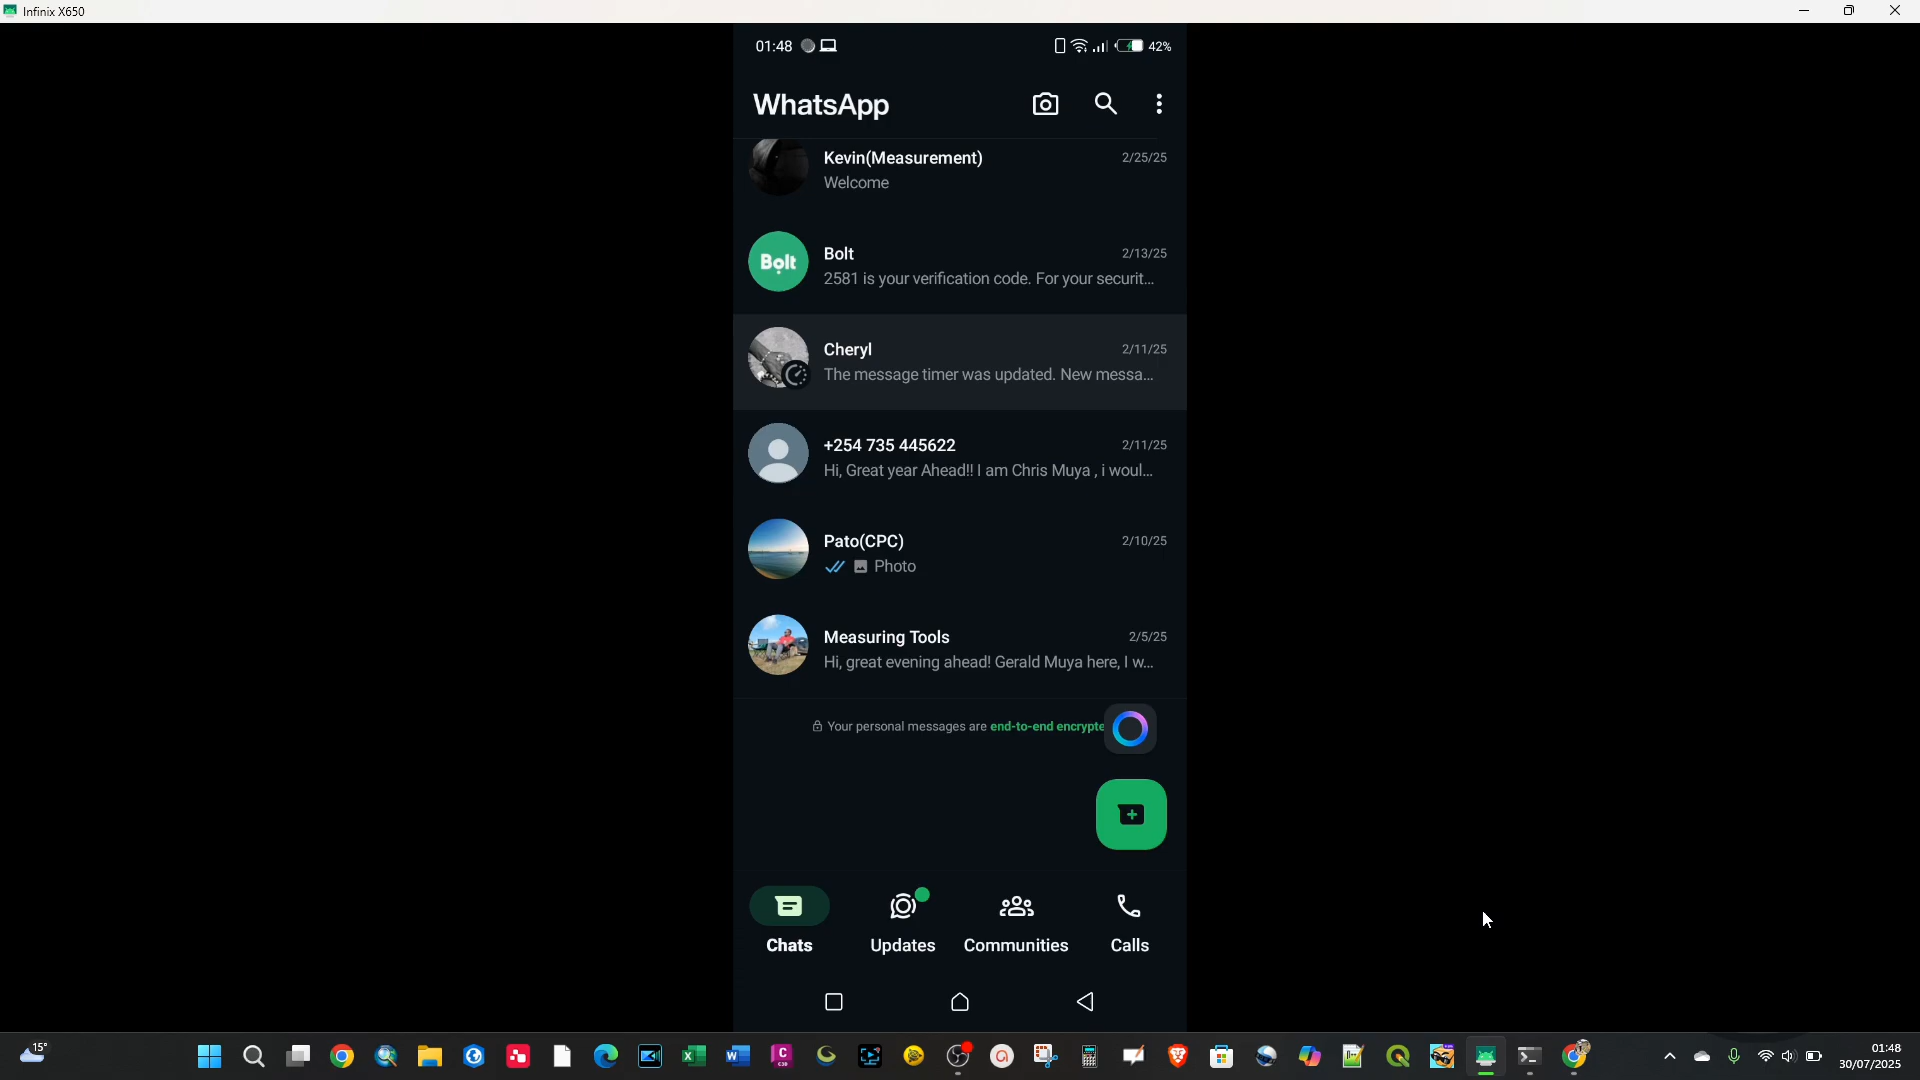 Infinix X650
01:48
42%
WhatsApp
Kevin(Measurement)
2/25/25
Welcome
Bolt
Bolt
2/13/25
2581 is your verification code. For your securit...
Cheryl
2/11/25
The message timer was updated. New messa...
+254 735 445622
2/11/25
Hi, Great year Ahead!! I am Chris Muya , i woul...
Pato(CPC)
2/10/25
Photo
Measuring Tools
2/5/25
Hi, great evening ahead! Gerald Muya here, I w...
Your personal messages are end-to-end encrypte
Chats
Updates
Communities
Calls
15°
01:48
30/07/2025